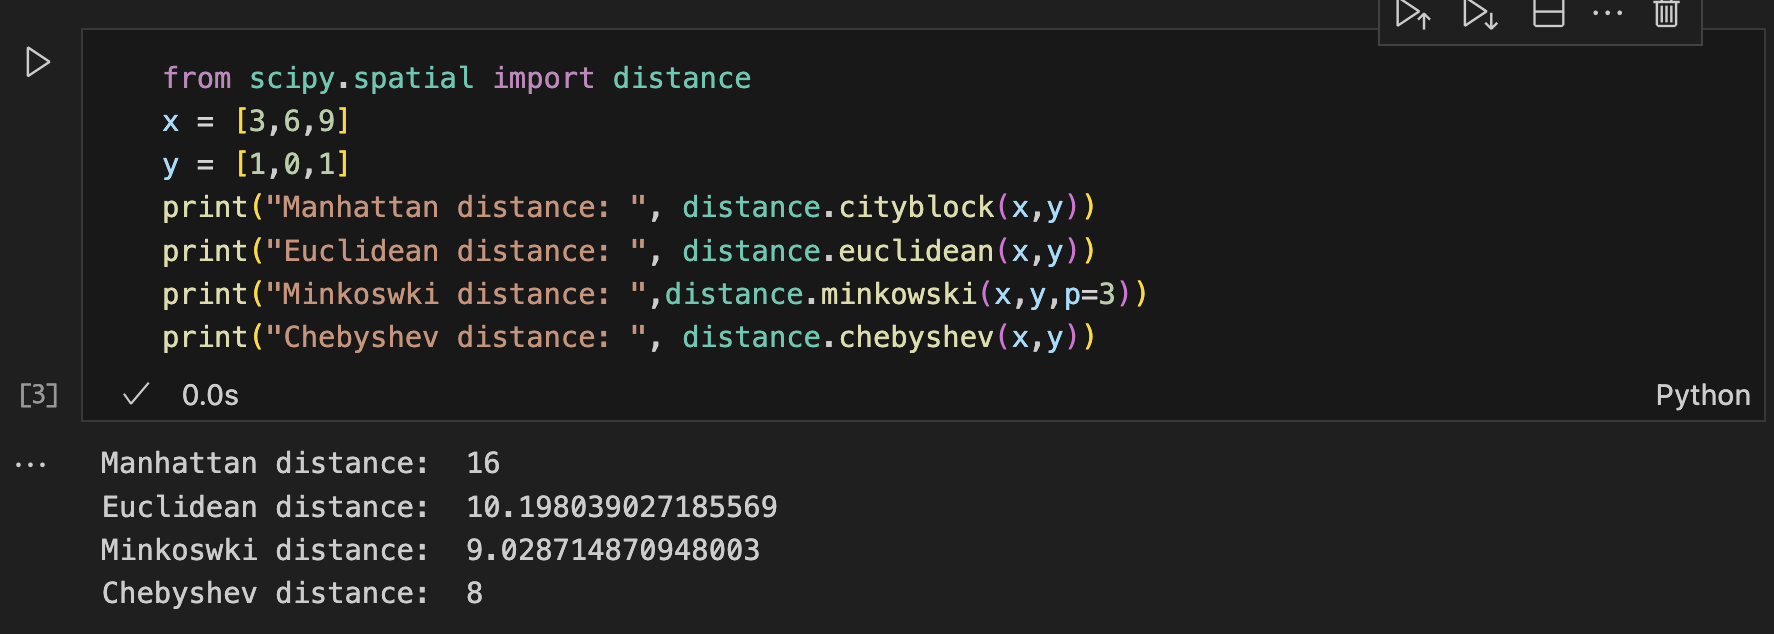 from scipy.spatial import distance
x = [3,6,9]
y = [1,0,1]
print("Manhattan distance: ", distance.cityblock(x,y))
print("Euclidean distance: ", distance.euclidean(x,y))
print("Minkoswki distance: ",distance.minkowski(x,y,p=3))
print("Chebyshev distance: ", distance.chebyshev(x,y))
[3] 0.0s Python
Manhattan distance:  16
Euclidean distance:  10.198039027185569
Minkoswki distance:  9.028714870948003
Chebyshev distance:  8